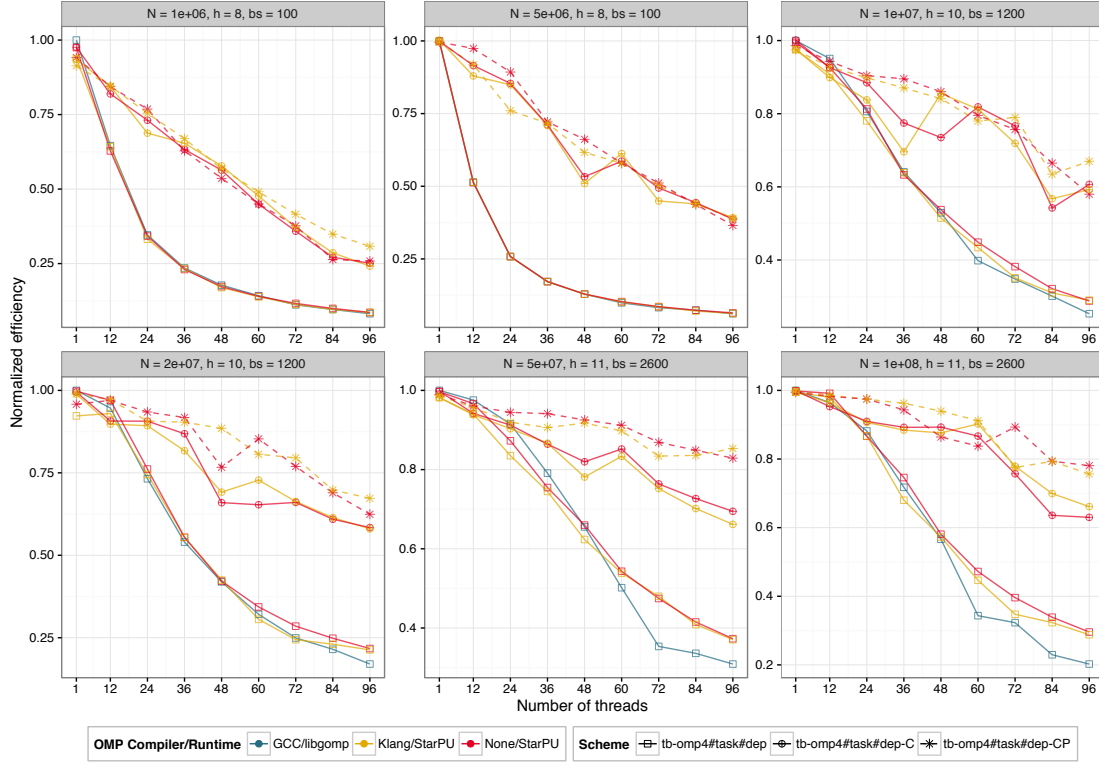 N = 1e+06, h = 8, bs = 100
N = 5e+06, h = 8, bs = 100
N = 1e+07, h = 10, bs = 1200
1.00
0.75
0.50
0.25
1.00
0.75
0.50
0.25
1.0
0.8
0.6
0.4
1 12 24 36 48 60 72 84 96
1 12 24 36 48 60 72 84 96
1 12 24 36 48 60 72 84 96
Normalized efficiency
N = 2e+07, h = 10, bs = 1200
N = 5e+07, h = 11, bs = 2600
N = 1e+08, h = 11, bs = 2600
1.00
0.75
0.50
0.25
1.0
0.8
0.6
0.4
1.0
0.8
0.6
0.4
0.2
1 12 24 36 48 60 72 84 96
1 12 24 36 48 60 72 84 96
1 12 24 36 48 60 72 84 96
Number of threads
OMP Compiler/Runtime GCC/libgomp Klang/StarPU None/StarPU
Scheme tb-omp4#task#dep tb-omp4#task#dep-C tb-omp4#task#dep-CP